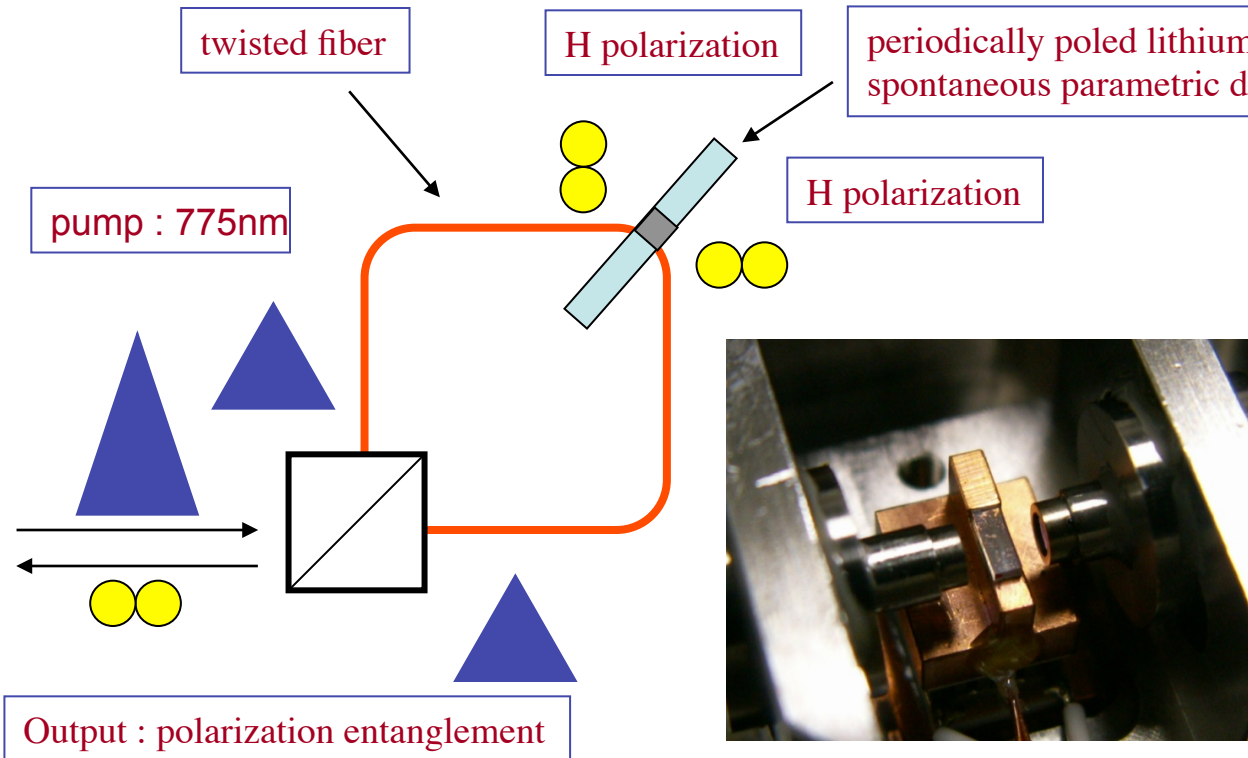 twisted fiber
H polarization
periodically poled lithium
spontaneous parametric d
H polarization
pump : 775nm
Output : polarization entanglement